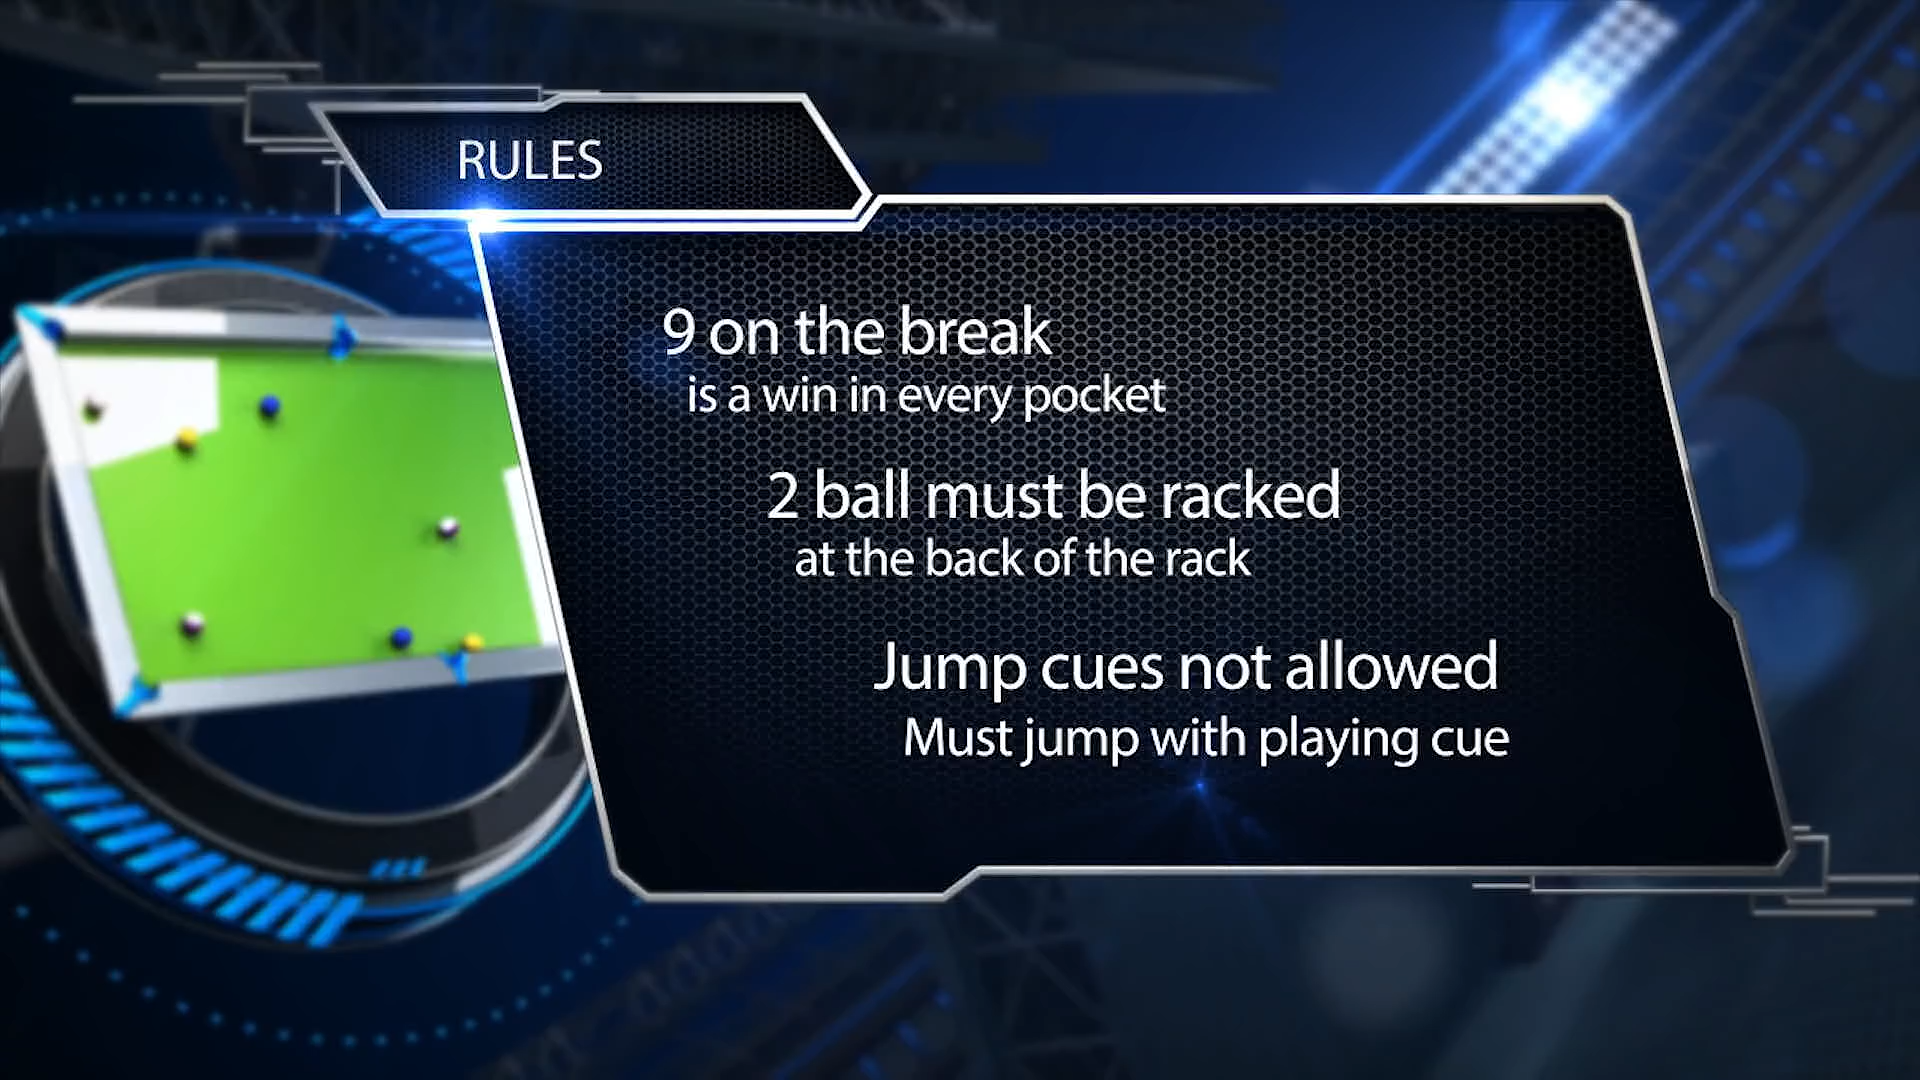 RULES
9 on the break
is a win in every pocket
2 ball must be racked
at the back of the rack
Jump cues not allowed
Must jump with playing cue